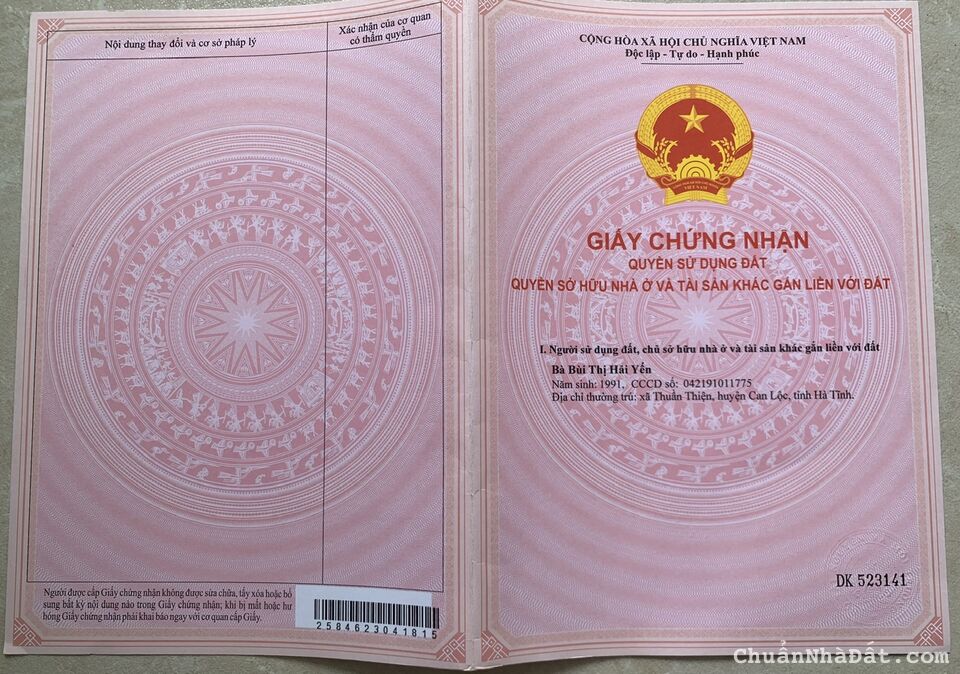 Nội dung thay đổi và cơ sở pháp lý
Xác nhận của cơ quan
có thẩm quyền
Người được cấp Giấy chứng nhận không được sửa chữa, tẩy xóa hoặc bổ
sung bất kỳ nội dung nào trong Giấy chứng nhận; khi bị mất hoặc hư
hỏng Giấy chứng nhận phải khai báo ngay với cơ quan cấp Giấy.
2584623041815
CỘNG HÒA XÃ HỘI CHỦ NGHĨA VIỆT NAM
Độc lập - Tự do - Hạnh phúc
VIỆT NAM
GIẤY CHỨNG NHẬN
QUYỀN SỬ DỤNG ĐẤT
QUYỀN SỞ HỮU NHÀ Ở VÀ TÀI SẢN KHÁC GẮN LIỀN VỚI ĐẤT
I. Người sử dụng đất, chủ sở hữu nhà ở và tài sản khác gắn liền với đất
Bà Bùi Thị Hải Yến
Năm sinh: 1991, CCCD số: 042191011775
Địa chỉ thường trú: xã Thuần Thiện, huyện Can Lộc, tỉnh Hà Tĩnh.
DK 523141
ChuẩnNhàĐất.com